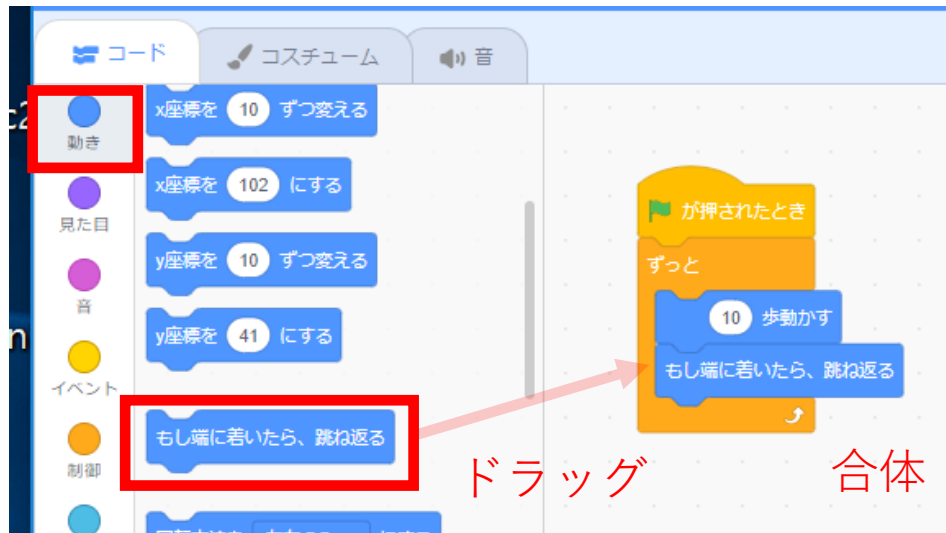 コード
コスチューム
音
動き
見た目
音
イベント
制御
x座標を 10 ずつ変える
x座標を 102 にする
y座標を 10 ずつ変える
y座標を 41 にする
もし端に着いたら、跳ね返る
が押されたとき
ずっと
10 歩動かす
もし端に着いたら、跳ね返る
ドラッグ
合体